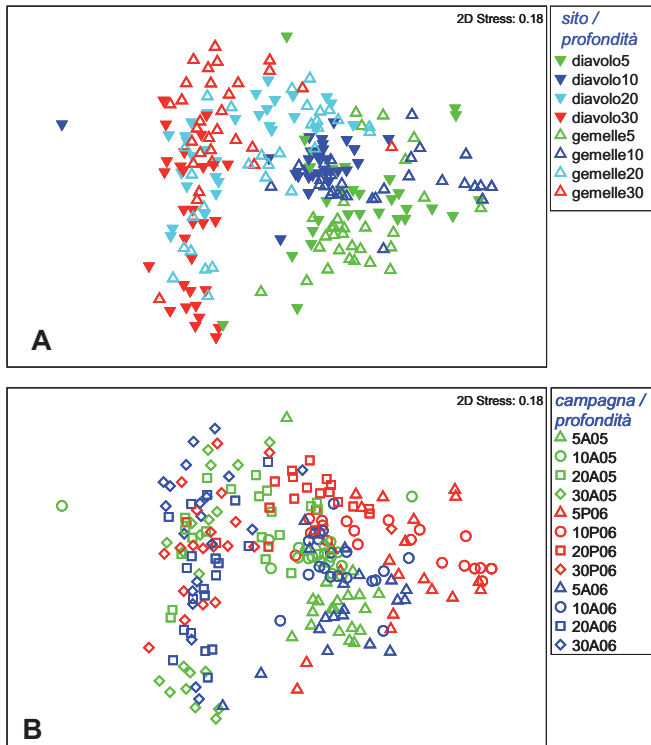 2D Stress: 0.18
sito /
profondità
diavolo5
diavolo10
diavolo20
diavolo30
gemelle5
gemelle10
gemelle20
gemelle30
A
2D Stress: 0.18
campagna /
profondità
5A05
10A05
20A05
30A05
5P06
10P06
20P06
30P06
5A06
10A06
20A06
30A06
B